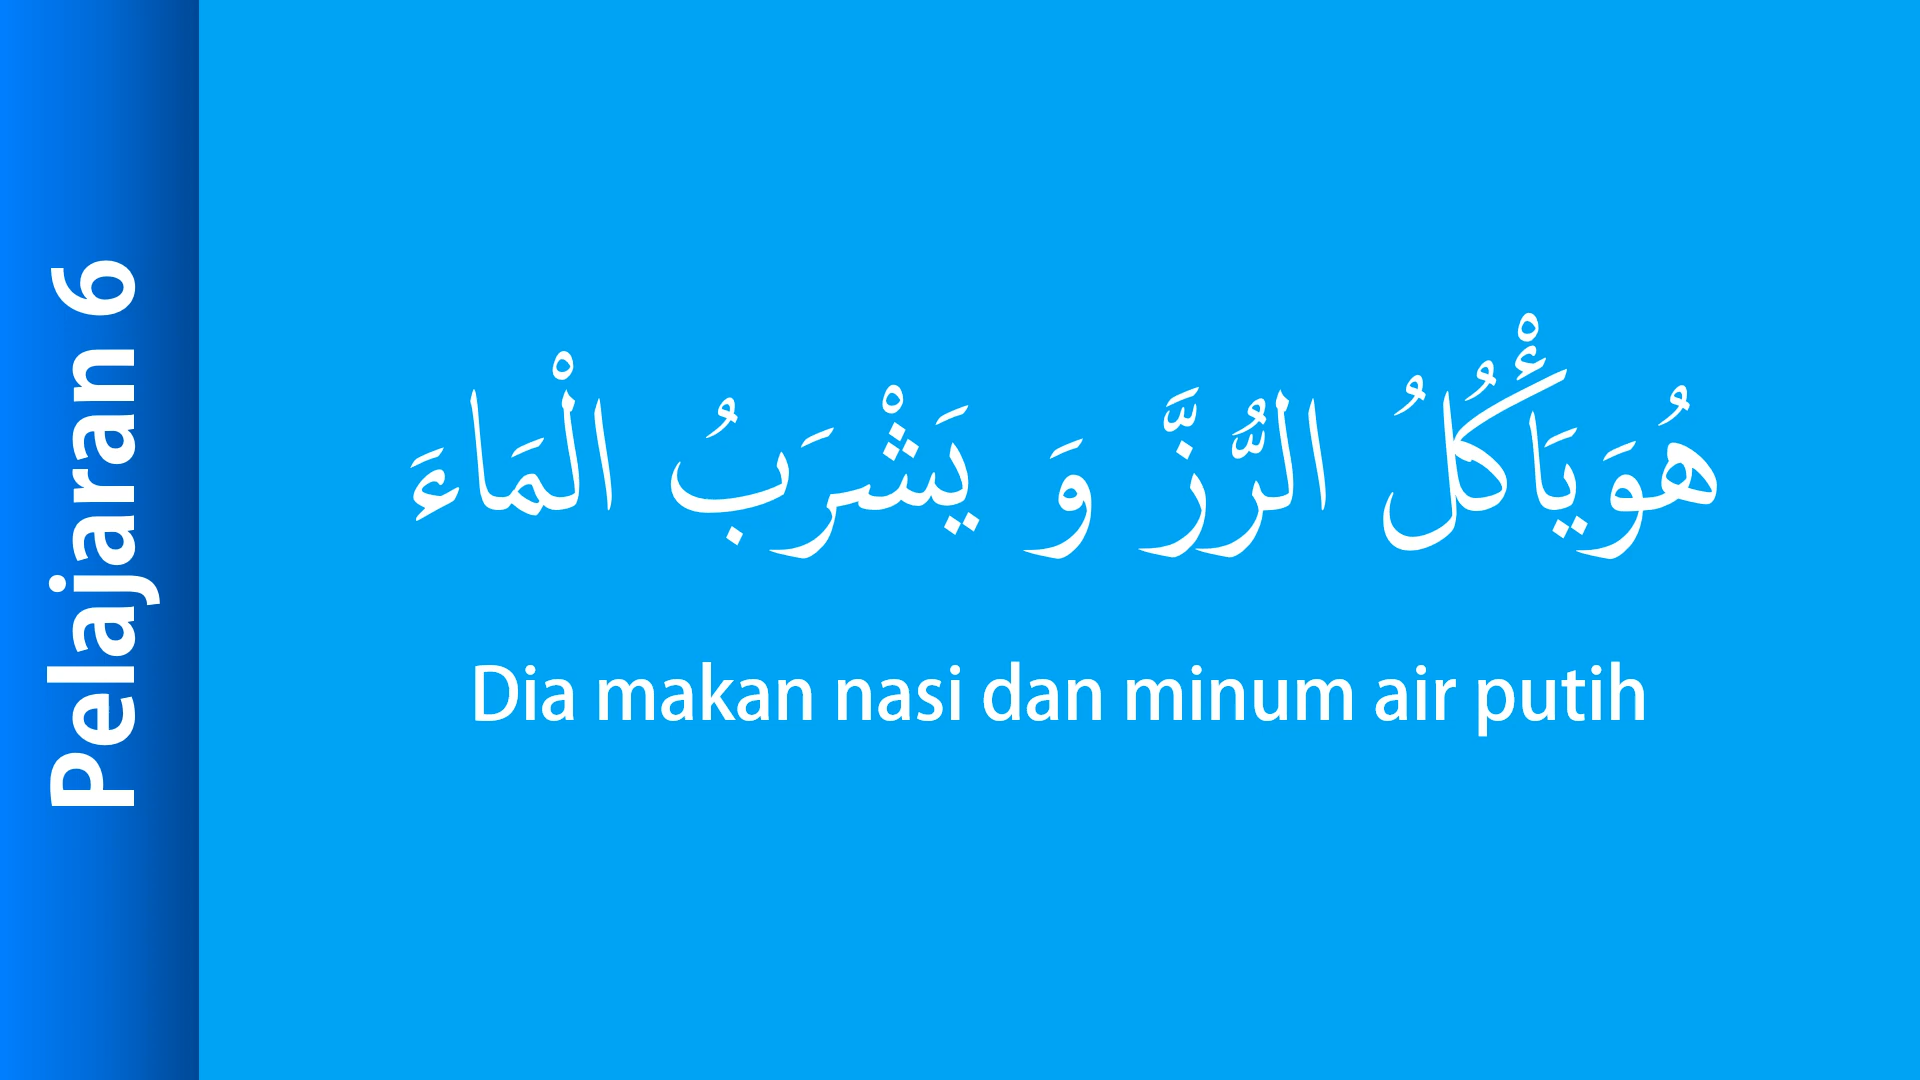 Pelajaran 6
هُوَيَأْكُلُ الرُّزَّ وَ يَشْرَبُ الْمَاءَ
Dia makan nasi dan minum air putih